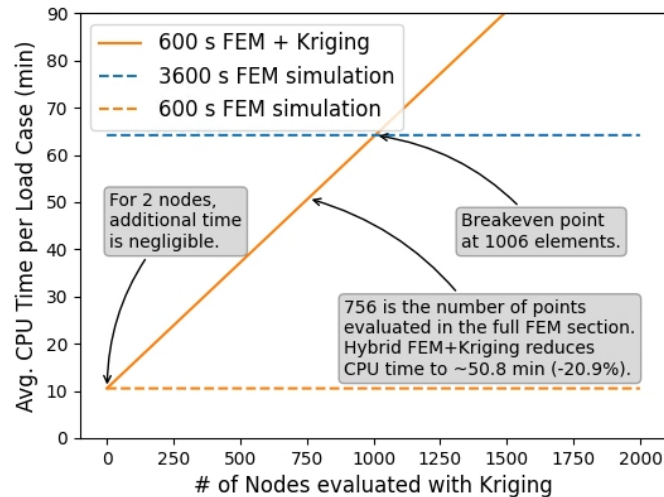 90
80
70
60
50
40
30
20
10
0
Avg. CPU Time per Load Case (min)
600 s FEM + Kriging
3600 s FEM simulation
600 s FEM simulation
For 2 nodes,
additional time
is negligible.
Breakeven point
at 1006 elements.
756 is the number of points
evaluated in the full FEM section.
Hybrid FEM+Kriging reduces
CPU time to ~50.8 min (-20.9%).
0 250 500 750 1000 1250 1500 1750 2000
# of Nodes evaluated with Kriging